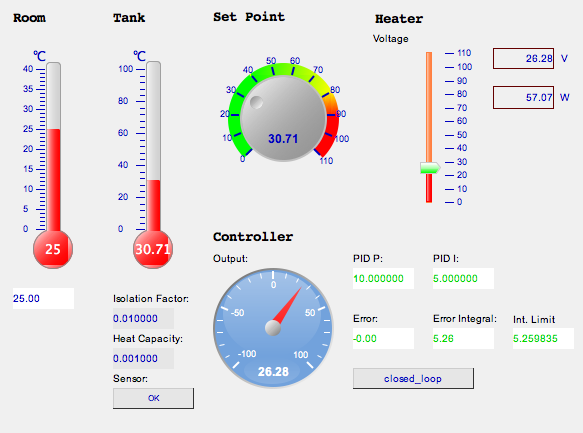 Room
Tank
Set Point
Heater
Voltage
°C
40
35
30
25
20
15
10
5
0
25
25.00
°C
100
80
60
40
20
0
30.71
Isolation Factor:
0.010000
Heat Capacity:
0.001000
Sensor:
OK
0
10
20
30
40
50
60
70
80
90
100
110
30.71
110
100
90
80
70
60
50
40
30
20
10
0
26.28 V
57.07 W
Controller
Output:
-100
-50
0
50
100
26.28
PID P:
10.000000
PID I:
5.000000
Error:
-0.00
Error Integral:
5.26
Int. Limit
5.259835
closed_loop